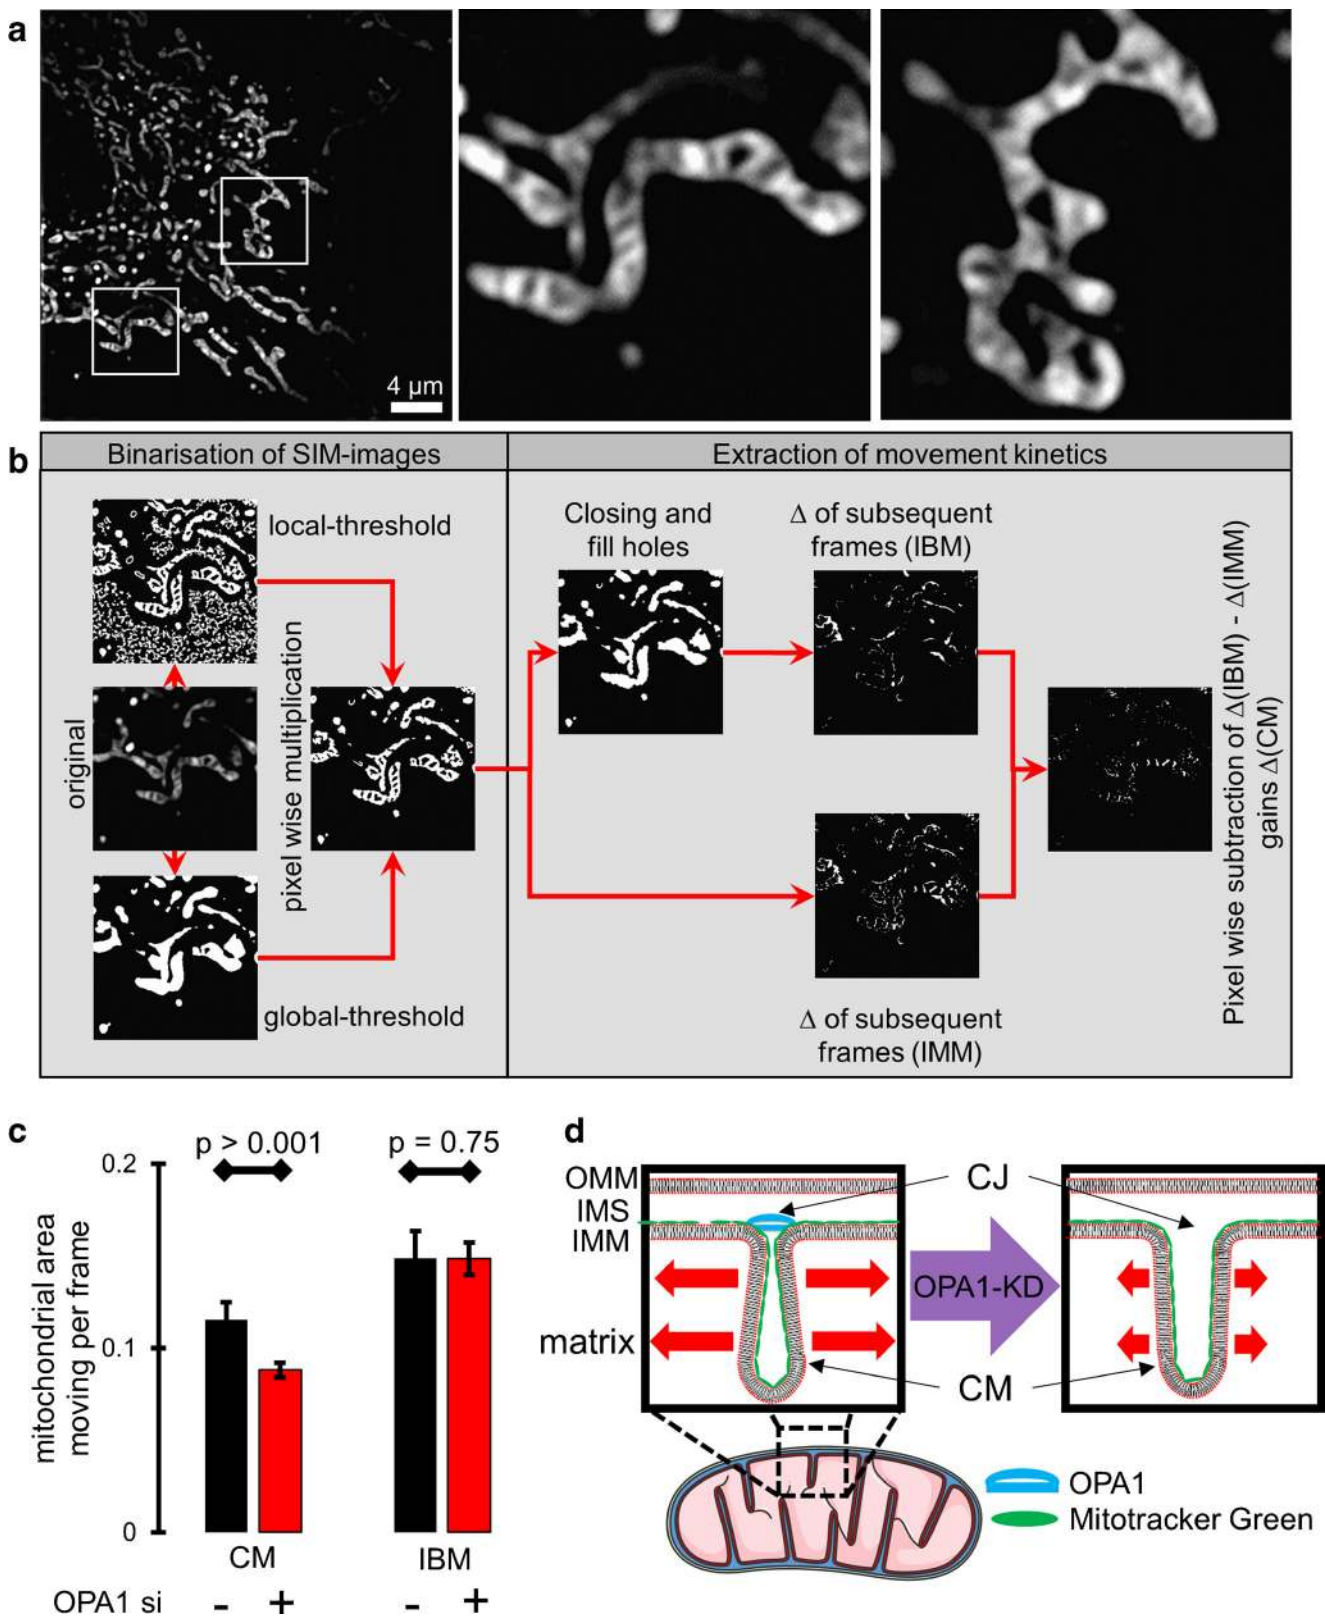 a
4 µm
b
Binarisation of SIM-images
Extraction of movement kinetics
local-threshold
original
pixel wise multiplication
global-threshold
Closing and
fill holes
Δ of subsequent
frames (IBM)
Δ of subsequent
frames (IMM)
Pixel wise subtraction of Δ(IBM) - Δ(IMM)
gains Δ(CM)
c
p > 0.001
p = 0.75
0.2
0.1
0
mitochondrial area
moving per frame
CM
IBM
OPA1 si - + - +
d
OMM
IMS
IMM
matrix
CJ
OPA1-KD
CM
OPA1
Mitotracker Green